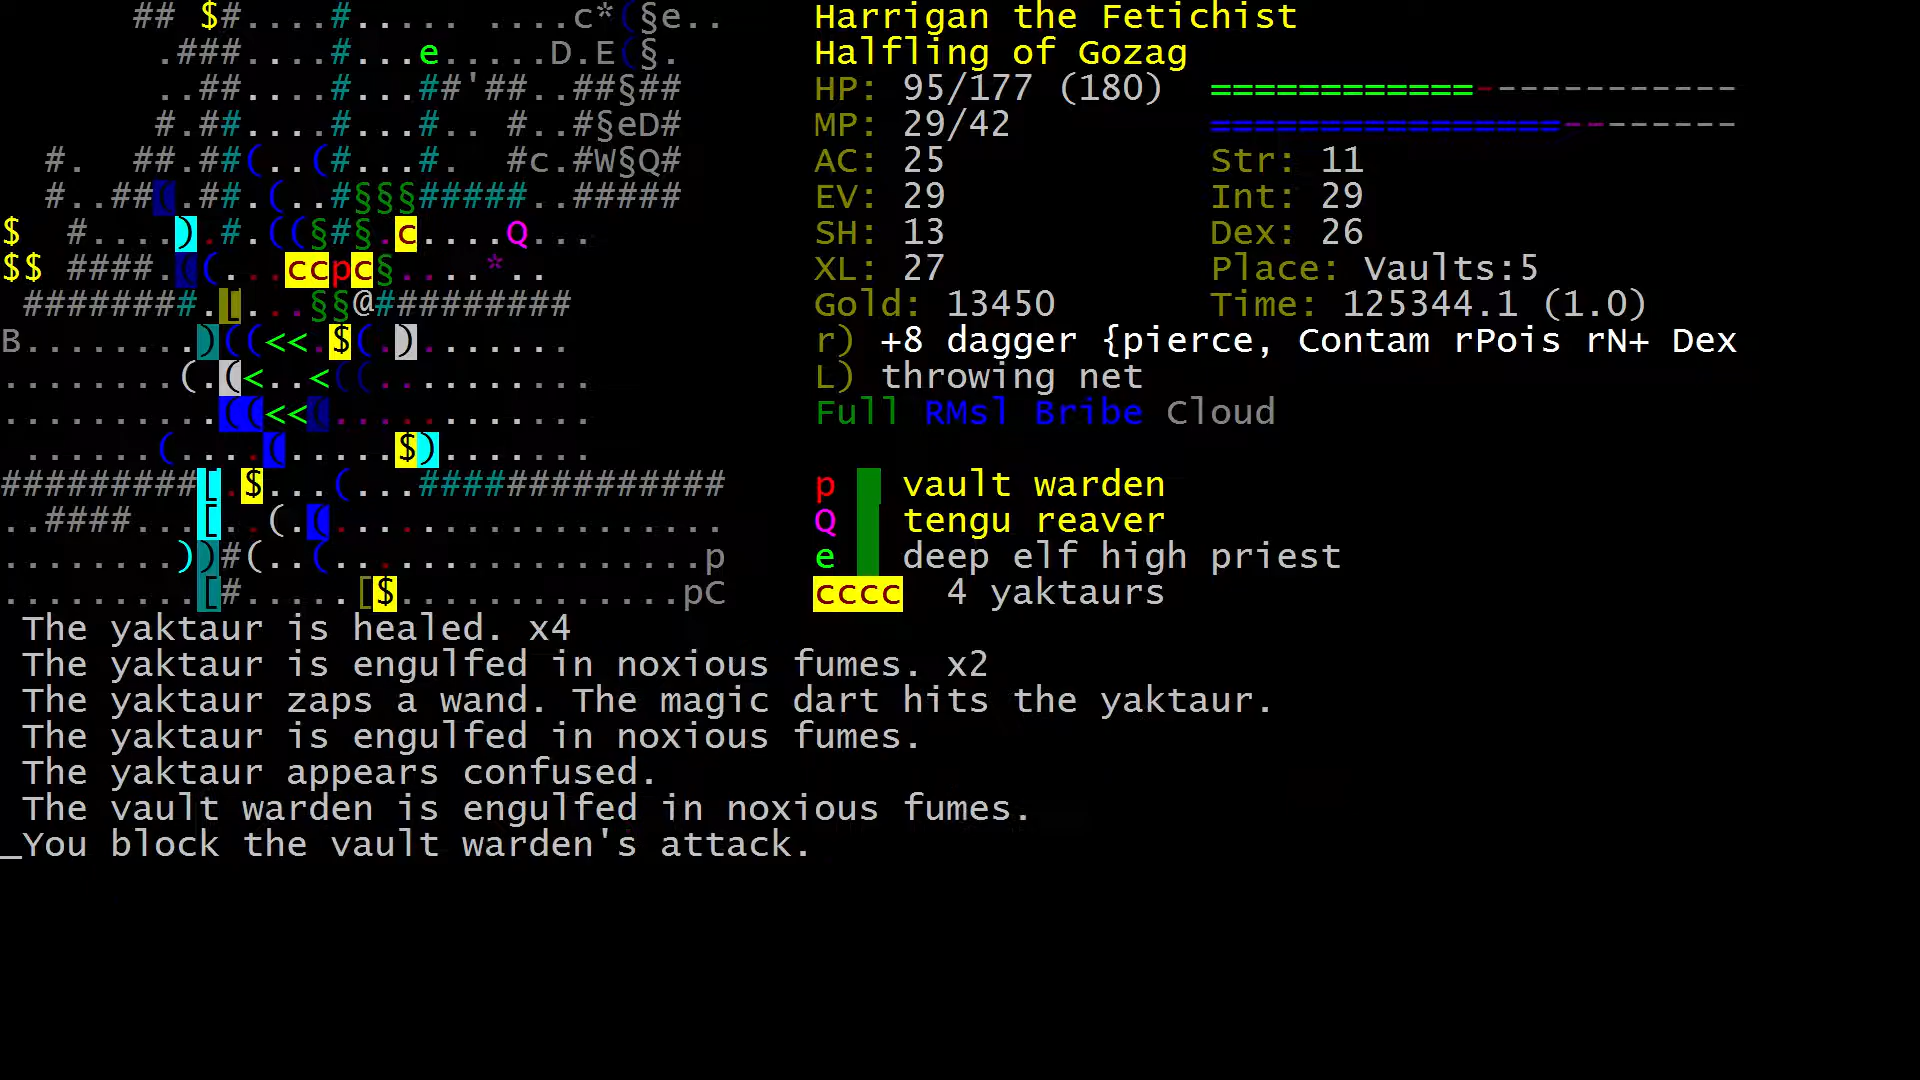 ## $#....#..... ....c*(§e..
Harrigan the Fetichist
.###....#...e.....D.E(§.
Halfling of Gozag
..##....#...##'##..##§##
HP: 95/177 (180) ============------------
#.##....#...#.. #..#§eD#
MP: 29/42 ================--------
#. ##.##(..(#...#. #c.#W§Q#
AC: 25 Str: 11
#..##(.##.(..#§§§#####..#####
EV: 29 Int: 29
$ #....).#.((§#§.c....Q...
SH: 13 Dex: 26
$$ ####.((...ccpc§....*..
XL: 27 Place: Vaults:5
########.[...§§@#########
Gold: 13450 Time: 125344.1 (1.0)
B........)((<<.$(.).......
r) +8 dagger {pierce, Contam rPois rN+ Dex
........(.(<..<((..........
L) throwing net
..........((<<(............
Full RMsl Bribe Cloud
......(....(.....$).......
#########[.$...(...##############
p vault warden
..####...[..(.(..................
Q tengu reaver
........))#(..(.................p
e deep elf high priest
.........[#.....[$.............pC
cccc 4 yaktaurs
The yaktaur is healed. x4
The yaktaur is engulfed in noxious fumes. x2
The yaktaur zaps a wand. The magic dart hits the yaktaur.
The yaktaur is engulfed in noxious fumes.
The yaktaur appears confused.
The vault warden is engulfed in noxious fumes.
_You block the vault warden's attack.